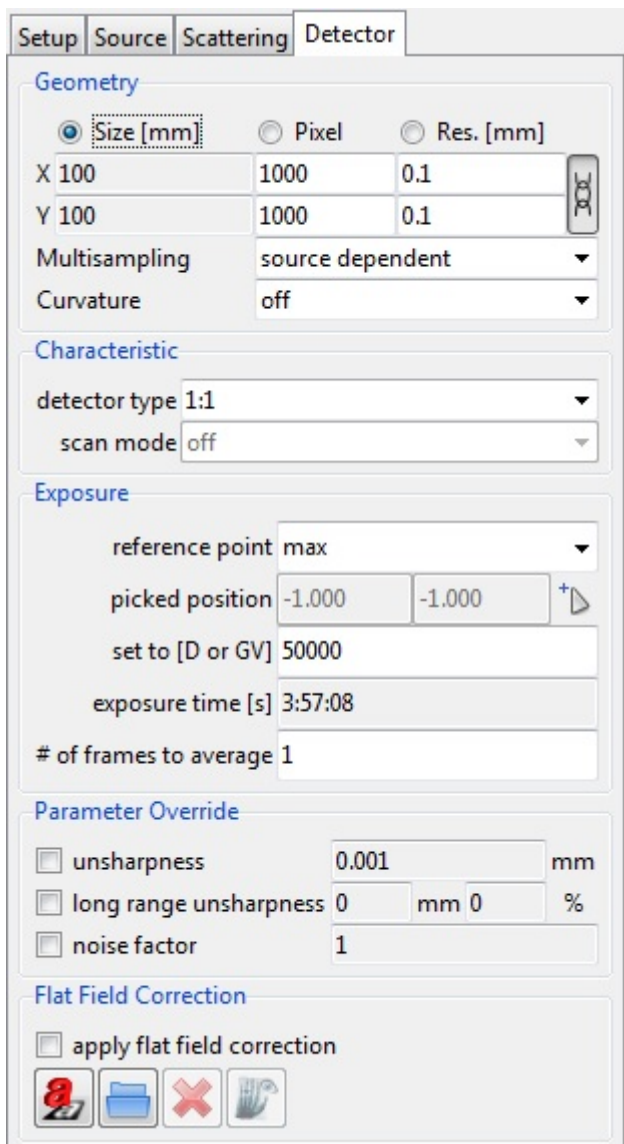 Setup Source Scattering Detector
Geometry
Size [mm] Pixel Res. [mm]
X 100 1000 0.1
Y 100 1000 0.1
Multisampling source dependent
Curvature off
Characteristic
detector type 1:1
scan mode off
Exposure
reference point max
picked position -1.000 -1.000
set to [D or GV] 50000
exposure time [s] 3:57:08
# of frames to average 1
Parameter Override
unsharpness 0.001 mm
long range unsharpness 0 mm 0 %
noise factor 1
Flat Field Correction
apply flat field correction
a a